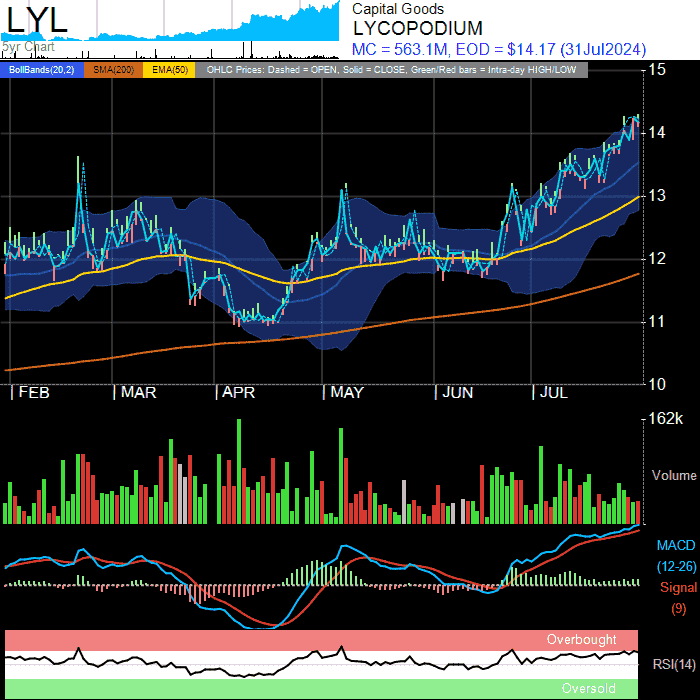 LYL
5yr Chart
Capital Goods
LYCOPODIUM
MC = 563.1M, EOD = $14.17 (31Jul2024)
BollBands(20,2) SMA(200) EMA(50) OHLC Prices: Dashed = OPEN, Solid = CLOSE, Green/Red bars = Intra-day HIGH/LOW
15
14
13
12
11
10
FEB MAR APR MAY JUN JUL
162k
Volume
MACD
(12-26)
Signal
(9)
Overbought
RSI(14)
Oversold